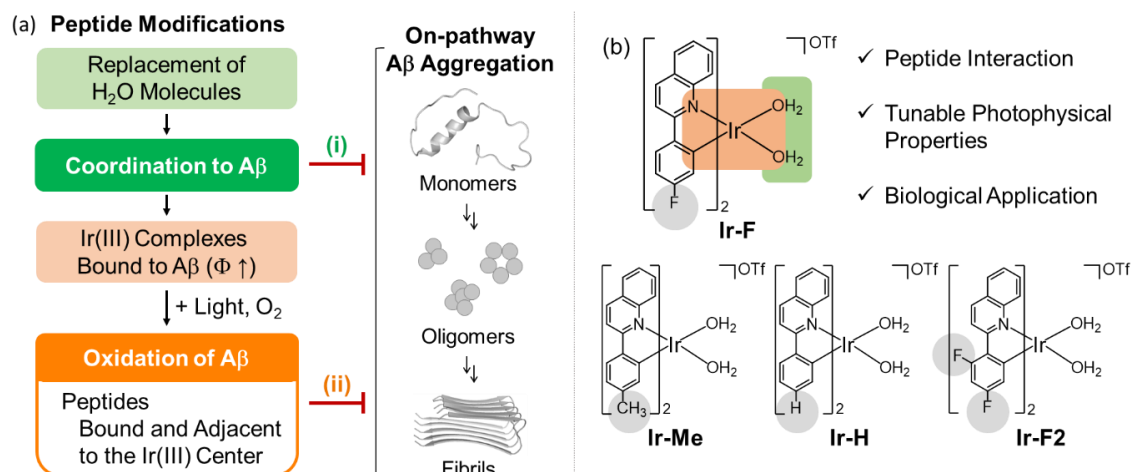 (a) Peptide Modifications
Replacement of
H₂O Molecules
Coordination to Aβ
(i)
Ir(III) Complexes
Bound to Aβ (Φ ↑)
+ Light, O₂
Oxidation of Aβ
(ii)
Peptides
Bound and Adjacent
to the Ir(III) Center
On-pathway
Aβ Aggregation
Monomers
Oligomers
Fibrils
(b)
OTf
N
Ir
OH₂
OH₂
F
2
Ir-F
✓ Peptide Interaction
✓ Tunable Photophysical
Properties
✓ Biological Application
OTf
N
Ir
OH₂
OH₂
CH₃
2
Ir-Me
OTf
N
Ir
OH₂
OH₂
H
2
Ir-H
OTf
N
Ir
OH₂
OH₂
F
F
2
Ir-F2